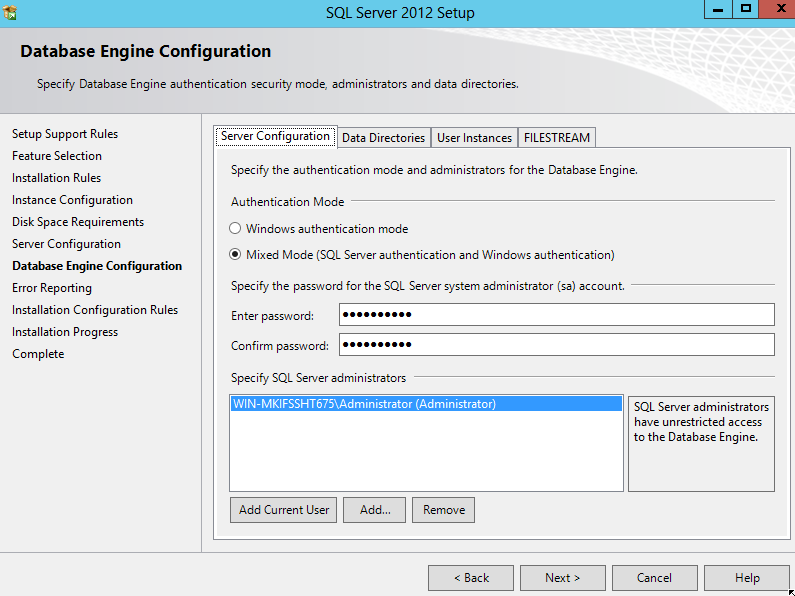 SQL Server 2012 Setup
Database Engine Configuration
Specify Database Engine authentication security mode, administrators and data directories.
Setup Support Rules
Feature Selection
Installation Rules
Instance Configuration
Disk Space Requirements
Server Configuration
Database Engine Configuration
Error Reporting
Installation Configuration Rules
Installation Progress
Complete
Server Configuration Data Directories User Instances FILESTREAM
Specify the authentication mode and administrators for the Database Engine.
Authentication Mode
Windows authentication mode
Mixed Mode (SQL Server authentication and Windows authentication)
Specify the password for the SQL Server system administrator (sa) account.
Enter password: ●●●●●●●●●●
Confirm password: ●●●●●●●●●●
Specify SQL Server administrators
WIN-MKIFSSHT675\Administrator (Administrator)
SQL Server administrators
have unrestricted access
to the Database Engine.
Add Current User Add... Remove
< Back Next > Cancel Help